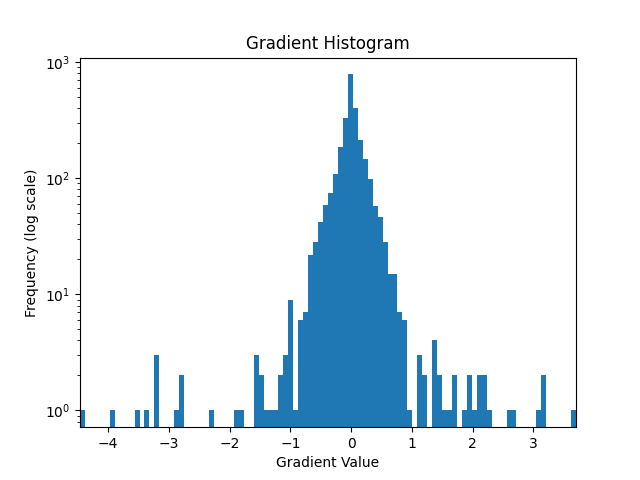 Gradient Histogram
Frequency (log scale)
10³
10²
10¹
10⁰
−4 −3 −2 −1 0 1 2 3
Gradient Value